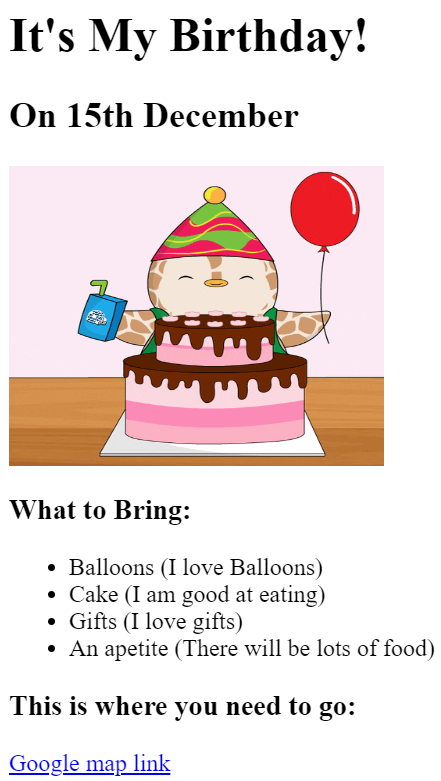 It's My Birthday!
On 15th December
What to Bring:
• Balloons (I love Balloons)
• Cake (I am good at eating)
• Gifts (I love gifts)
• An apetite (There will be lots of food)
This is where you need to go:
Google map link